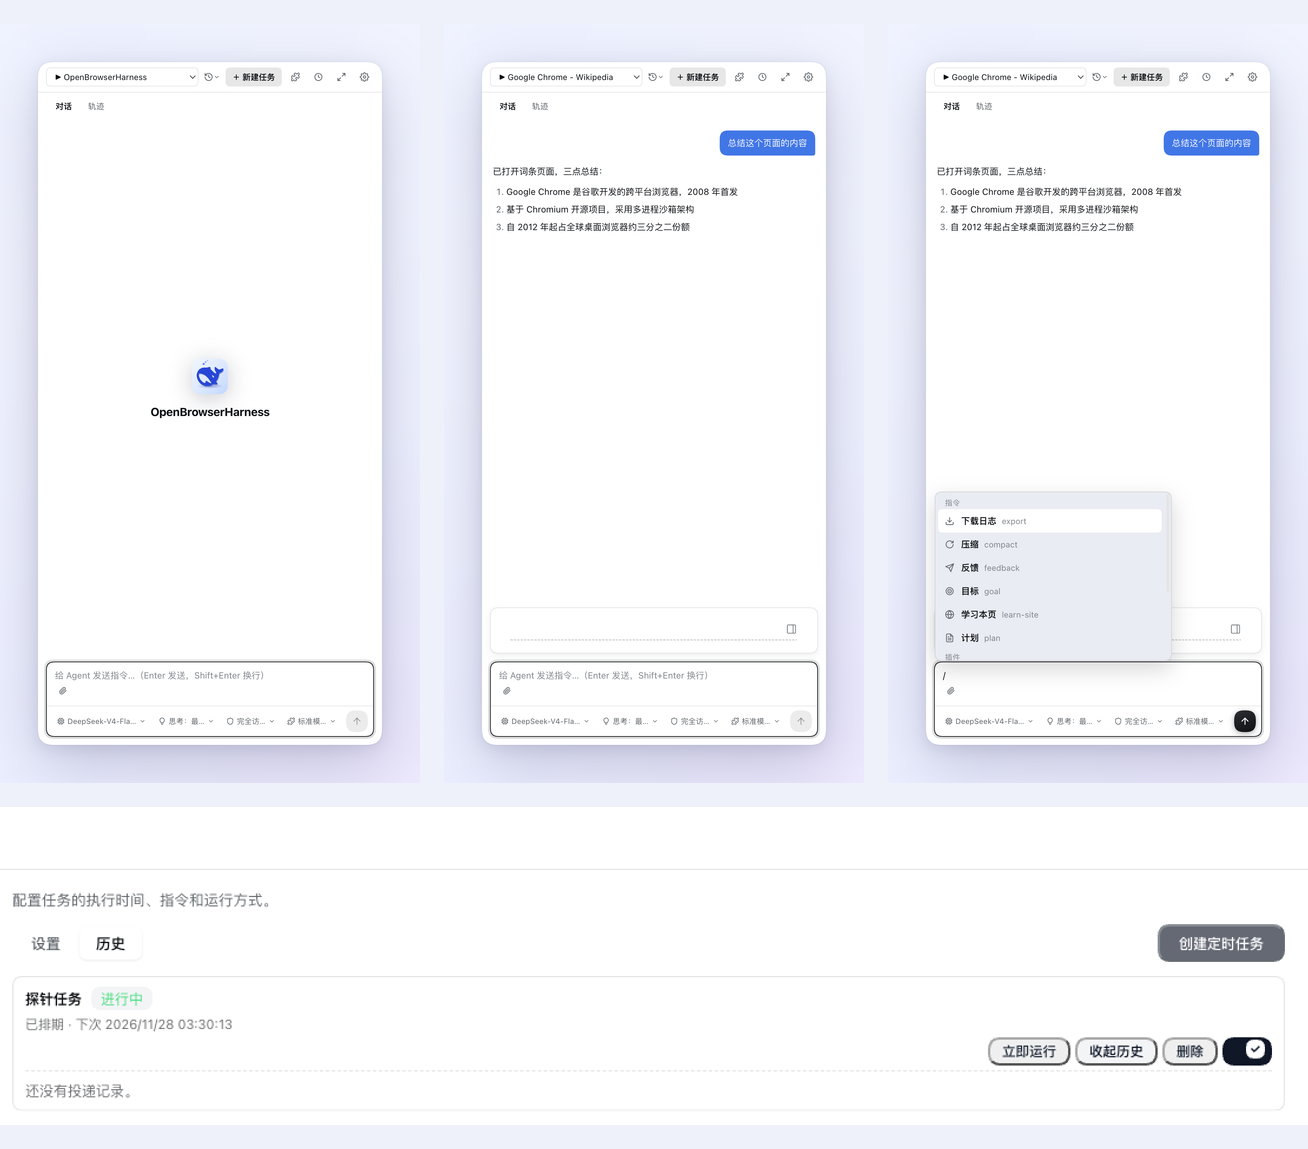 OpenBrowserHarness
新建任务
对话 轨迹
OpenBrowserHarness
给 Agent 发送指令... (Enter 发送, Shift+Enter 换行)
DeepSeek-V4-Fla... 思考：最... 完全访... 标准模...
Google Chrome - Wikipedia
新建任务
对话 轨迹
总结这个页面的内容
已打开词条页面，三点总结：
1. Google Chrome 是谷歌开发的跨平台浏览器，2008 年首发
2. 基于 Chromium 开源项目，采用多进程沙箱架构
3. 自 2012 年起占全球桌面浏览器约三分之二份额
给 Agent 发送指令... (Enter 发送, Shift+Enter 换行)
DeepSeek-V4-Fla... 思考：最... 完全访... 标准模...
Google Chrome - Wikipedia
新建任务
对话 轨迹
总结这个页面的内容
已打开词条页面，三点总结：
1. Google Chrome 是谷歌开发的跨平台浏览器，2008 年首发
2. 基于 Chromium 开源项目，采用多进程沙箱架构
3. 自 2012 年起占全球桌面浏览器约三分之二份额
指令
下载日志 export
压缩 compact
反馈 feedback
目标 goal
学习本页 learn-site
计划 plan
插件
/
DeepSeek-V4-Fla... 思考：最... 完全访... 标准模...
配置任务的执行时间、指令和运行方式。
设置 历史 创建定时任务
探针任务 进行中
已排期 · 下次 2026/11/28 03:30:13
立即运行 收起历史 删除
还没有投递记录。